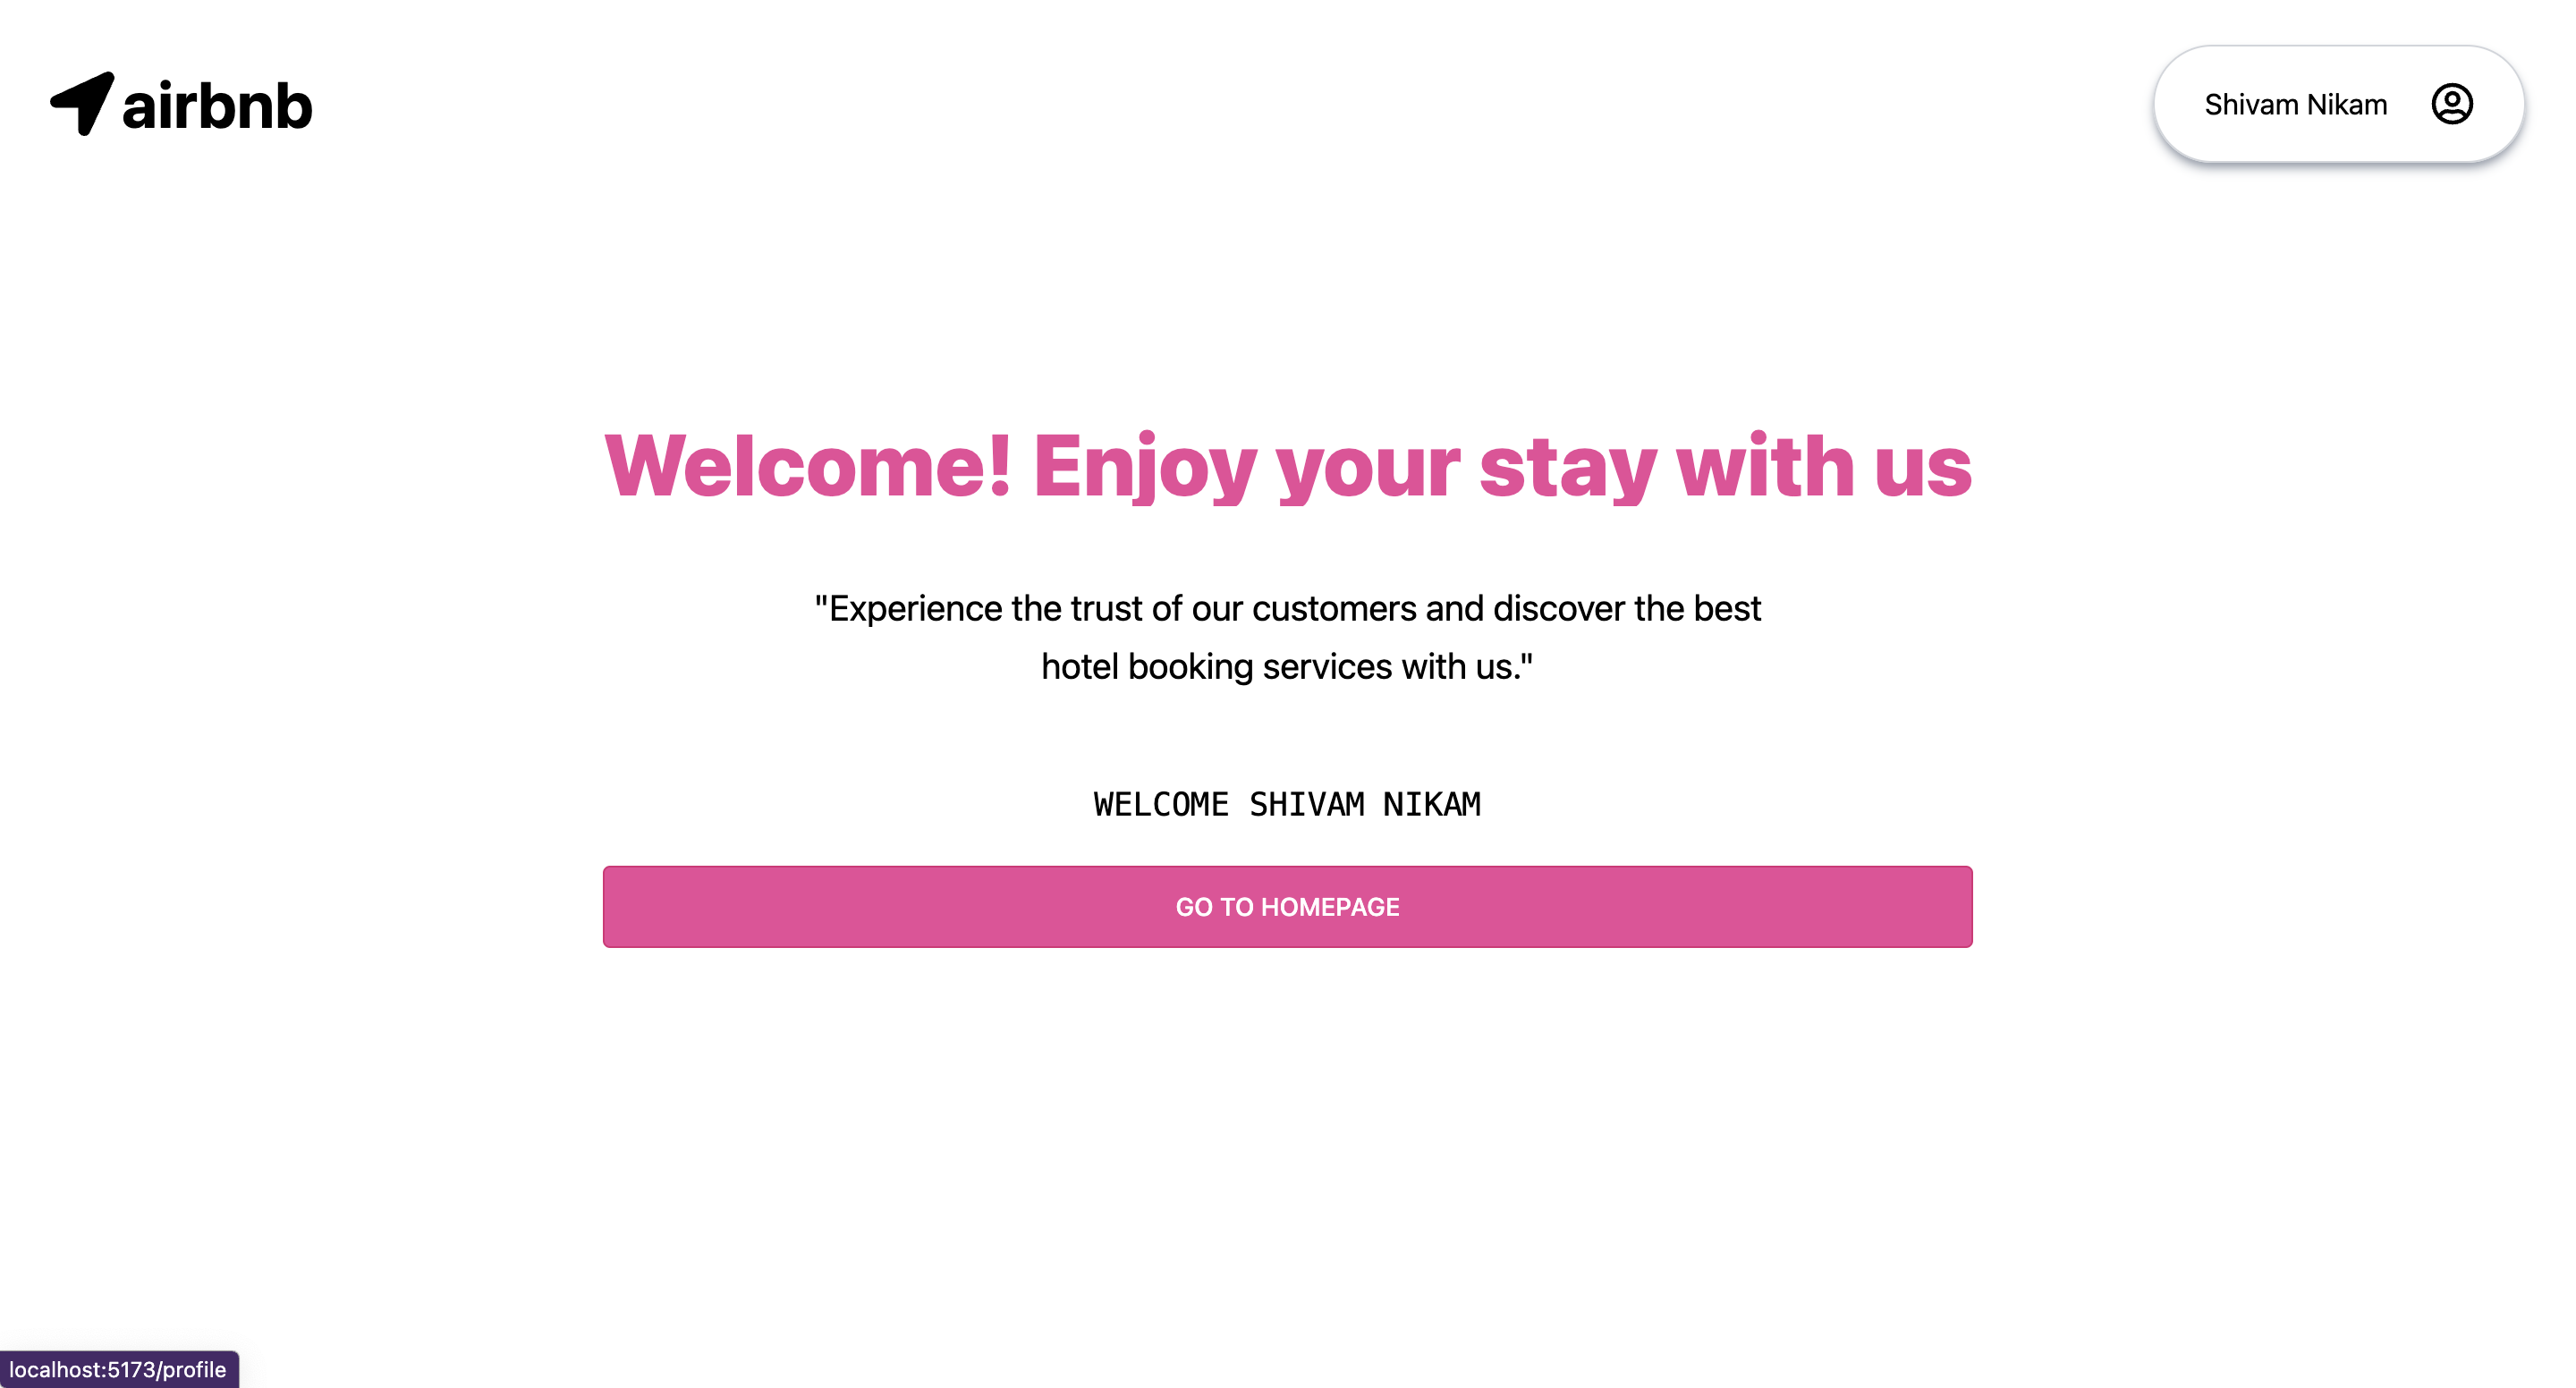 airbnb
Shivam Nikam
Welcome! Enjoy your stay with us
"Experience the trust of our customers and discover the best
hotel booking services with us."
WELCOME SHIVAM NIKAM
GO TO HOMEPAGE
localhost:5173/profile